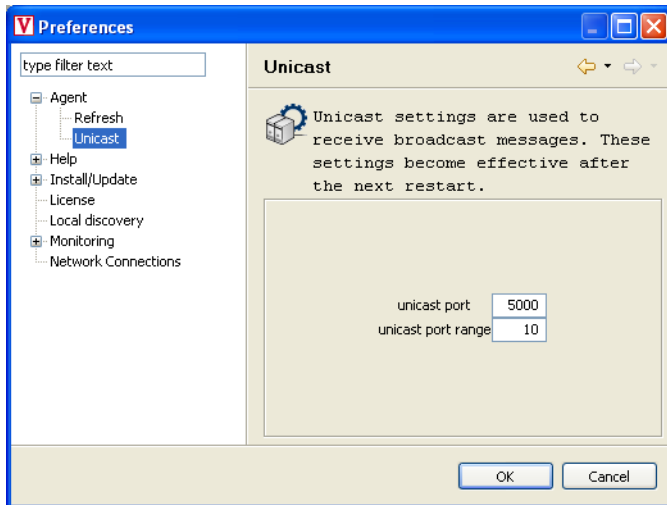 V Preferences
type filter text
Agent
Refresh
Unicast
Help
Install/Update
License
Local discovery
Monitoring
Network Connections
Unicast
Unicast settings are used to
receive broadcast messages. These
settings become effective after
the next restart.
unicast port 5000
unicast port range 10
OK Cancel